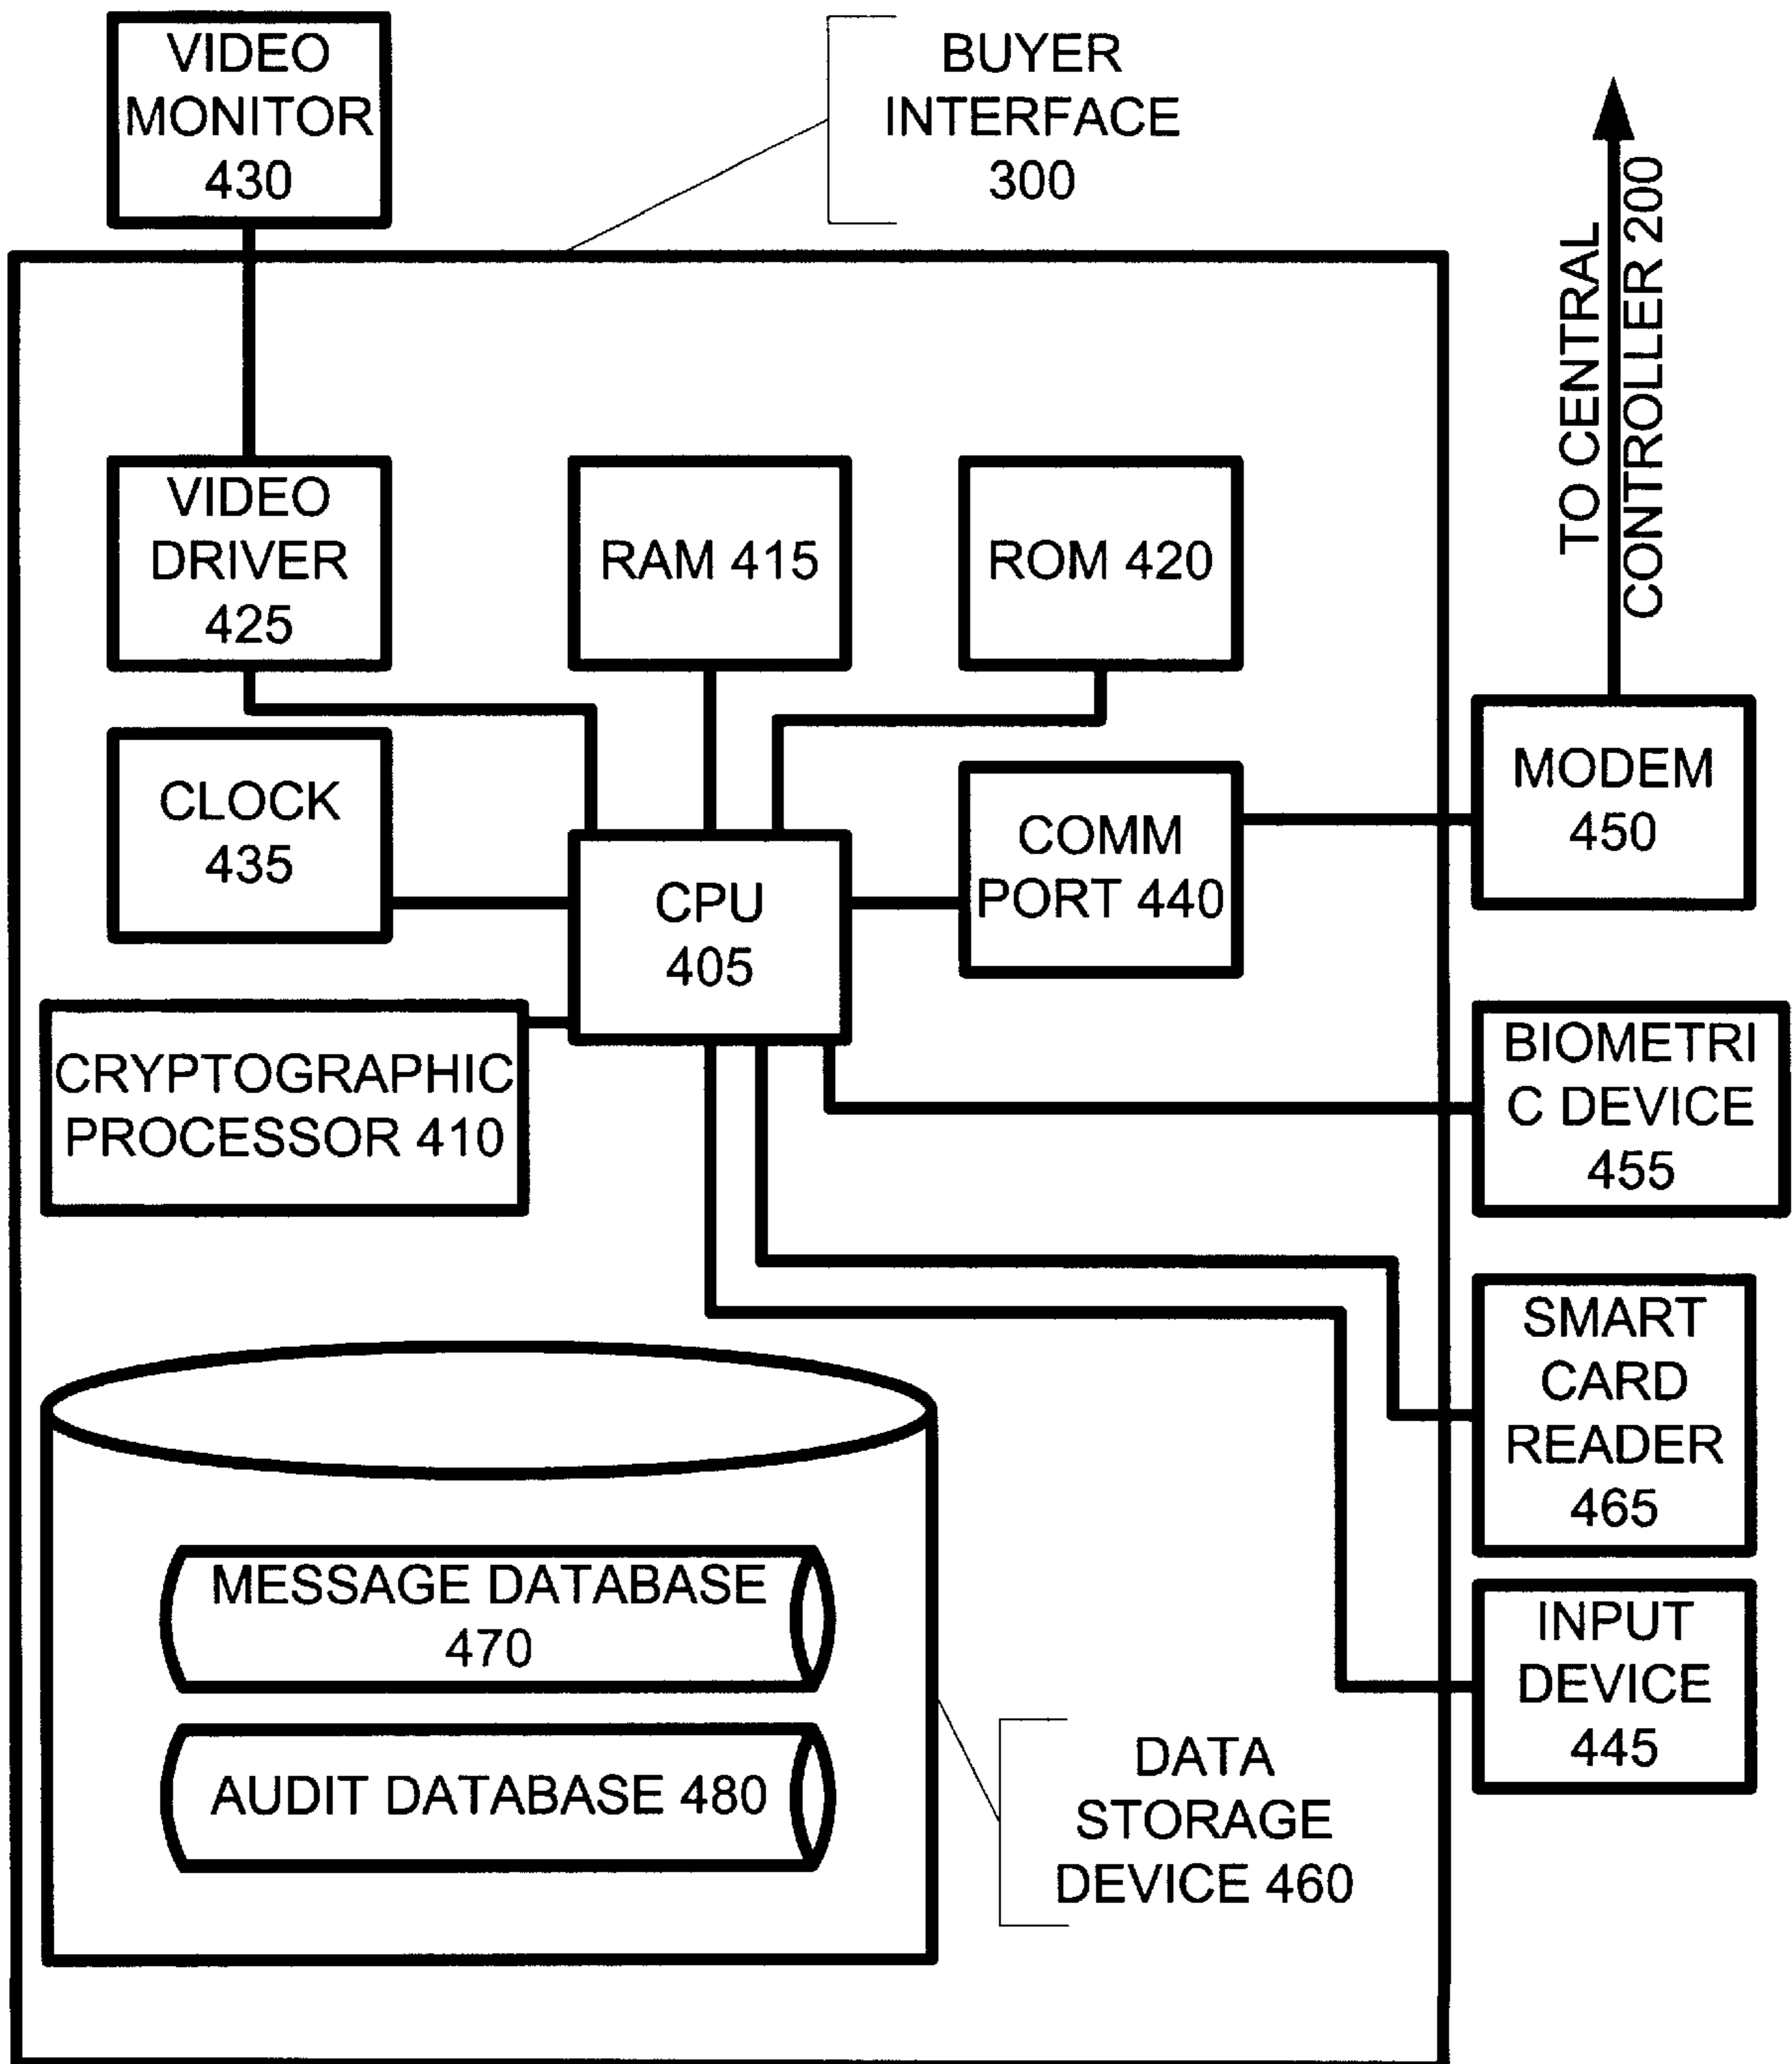 VIDEO
MONITOR
430
BUYER
INTERFACE
300
TO CENTRAL
CONTROLLER 200
VIDEO
DRIVER
425
RAM 415
ROM 420
CLOCK
435
CPU
405
COMM
PORT 440
MODEM
450
CRYPTOGRAPHIC
PROCESSOR 410
BIOMETRI
C DEVICE
455
SMART
CARD
READER
465
MESSAGE DATABASE
470
AUDIT DATABASE 480
DATA
STORAGE
DEVICE 460
INPUT
DEVICE
445